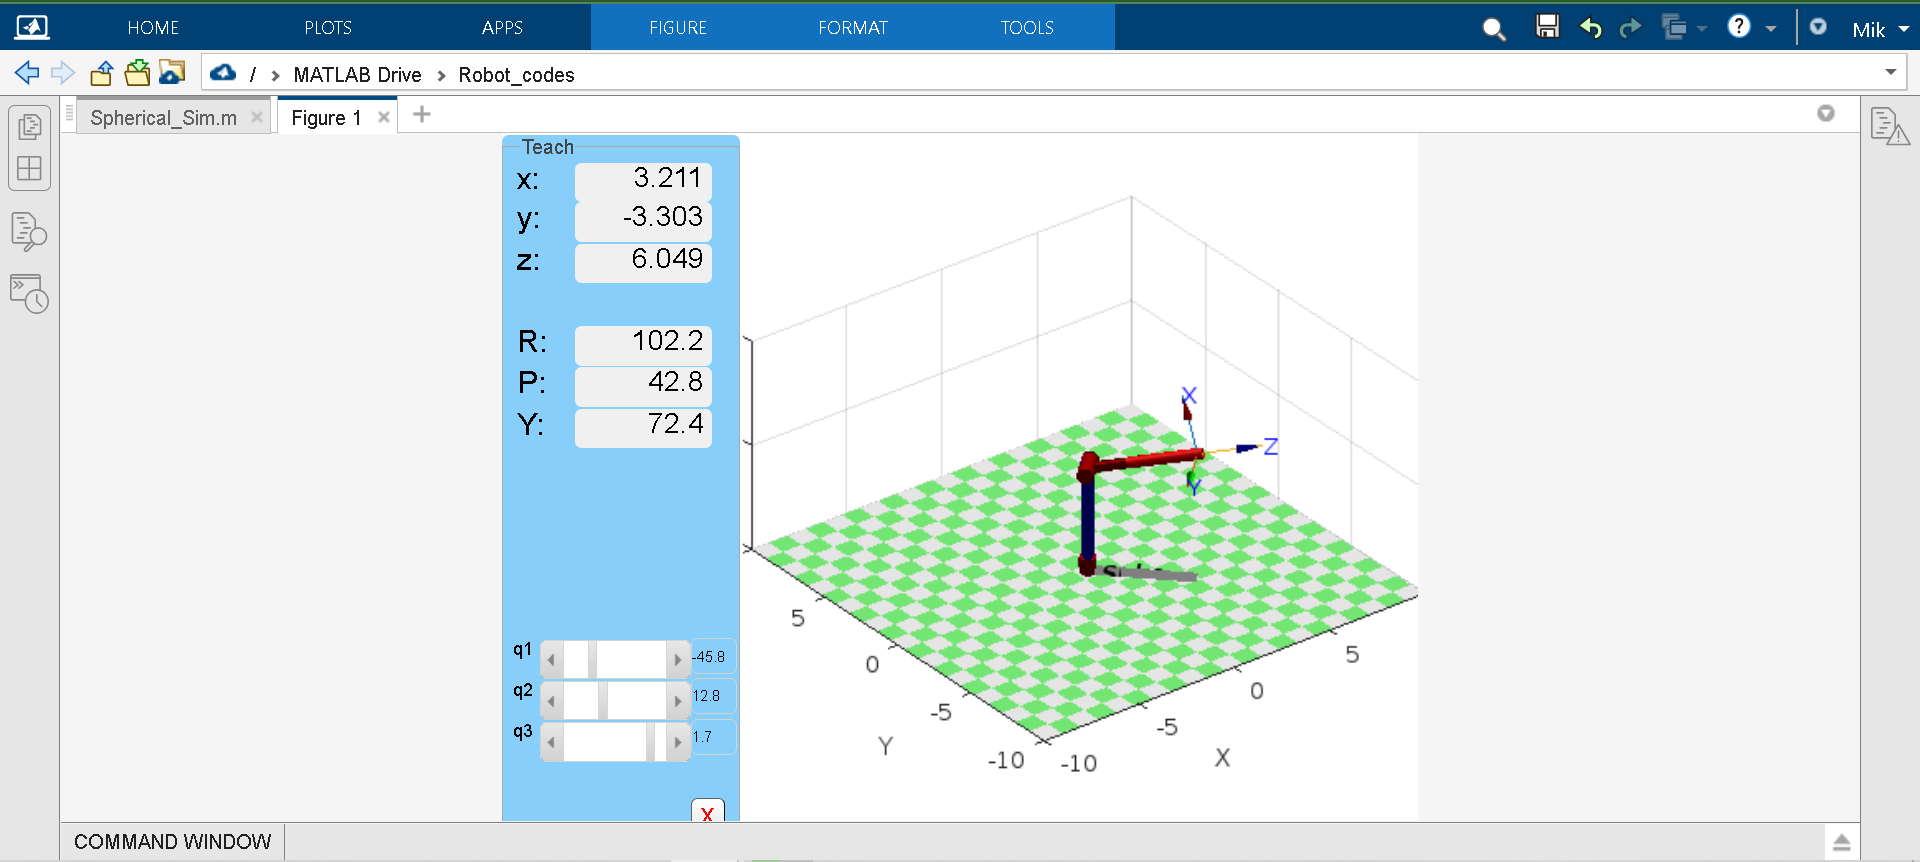 HOME PLOTS APPS FIGURE FORMAT TOOLS Mik
/ › MATLAB Drive › Robot_codes
Spherical_Sim.m × Figure 1 × +
Teach
x: 3.211
y: -3.303
z: 6.049
R: 102.2
P: 42.8
Y: 72.4
q1 -45.8
q2 12.8
q3 1.7
X
X
Z
Y
5
0
-5
-10
Y
-10
-5
0
5
X
COMMAND WINDOW